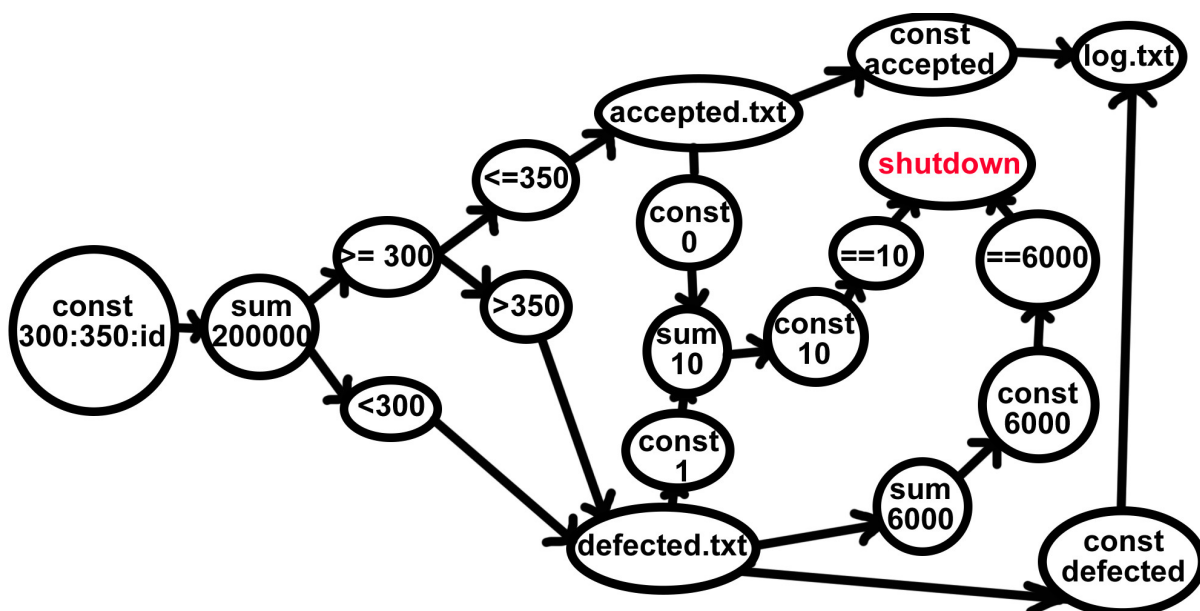 const
300:350:id
sum
200000
>= 300
<300
<=350
>350
accepted.txt
const
0
sum
10
const
1
defected.txt
const
accepted
log.txt
shutdown
==10
const
10
==6000
const
6000
sum
6000
const
defected